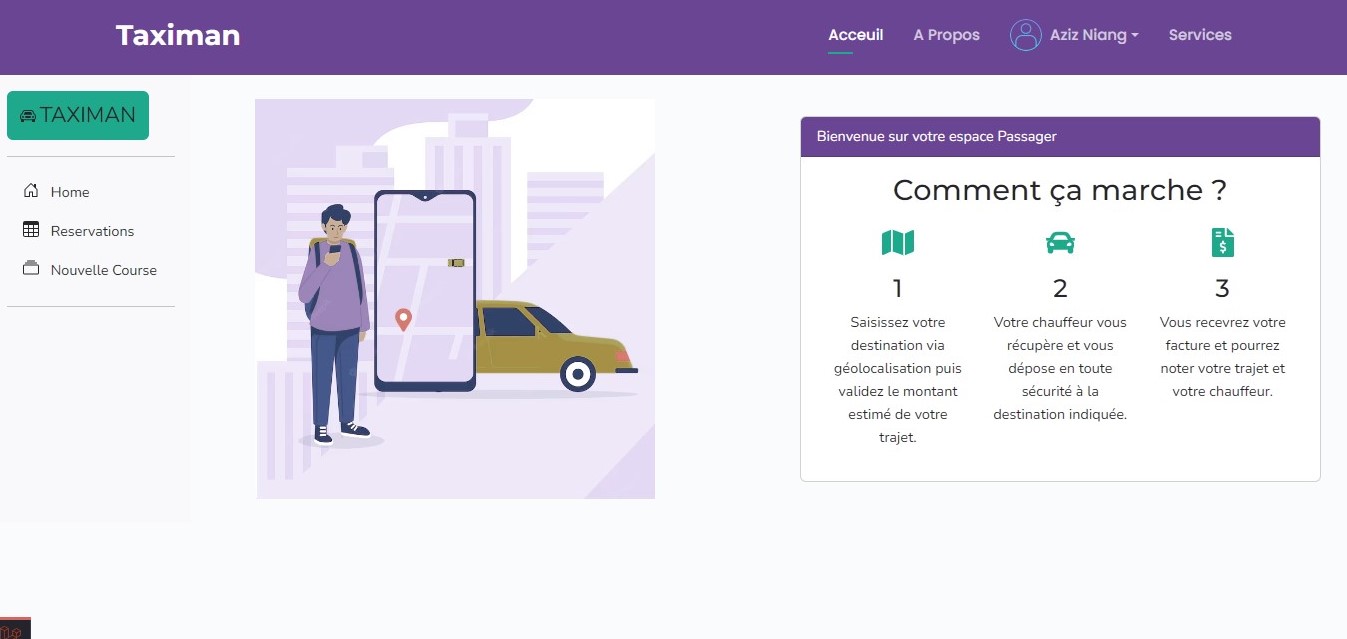 Taximan
Acceuil
A Propos
Aziz Niang
Services
TAXIMAN
Home
Reservations
Nouvelle Course
Bienvenue sur votre espace Passager
Comment ça marche ?
1
Saisissez votre
destination via
géolocalisation puis
validez le montant
estimé de votre
trajet.
2
Votre chauffeur vous
récupère et vous
dépose en toute
sécurité à la
destination indiquée.
3
Vous recevrez votre
facture et pourrez
noter votre trajet et
votre chauffeur.